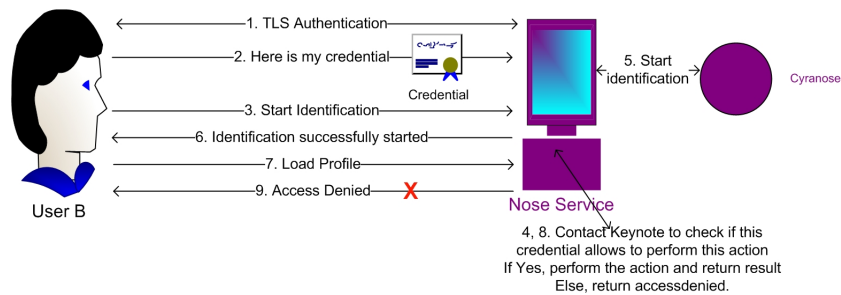 1. TLS Authentication
2. Here is my credential
Credential
3. Start Identification
5. Start
identification
Cyranose
6. Identification successfully started
7. Load Profile
9. Access Denied
X
User B
Nose Service
4, 8. Contact Keynote to check if this
credential allows to perform this action
If Yes, perform the action and return result
Else, return accessdenied.